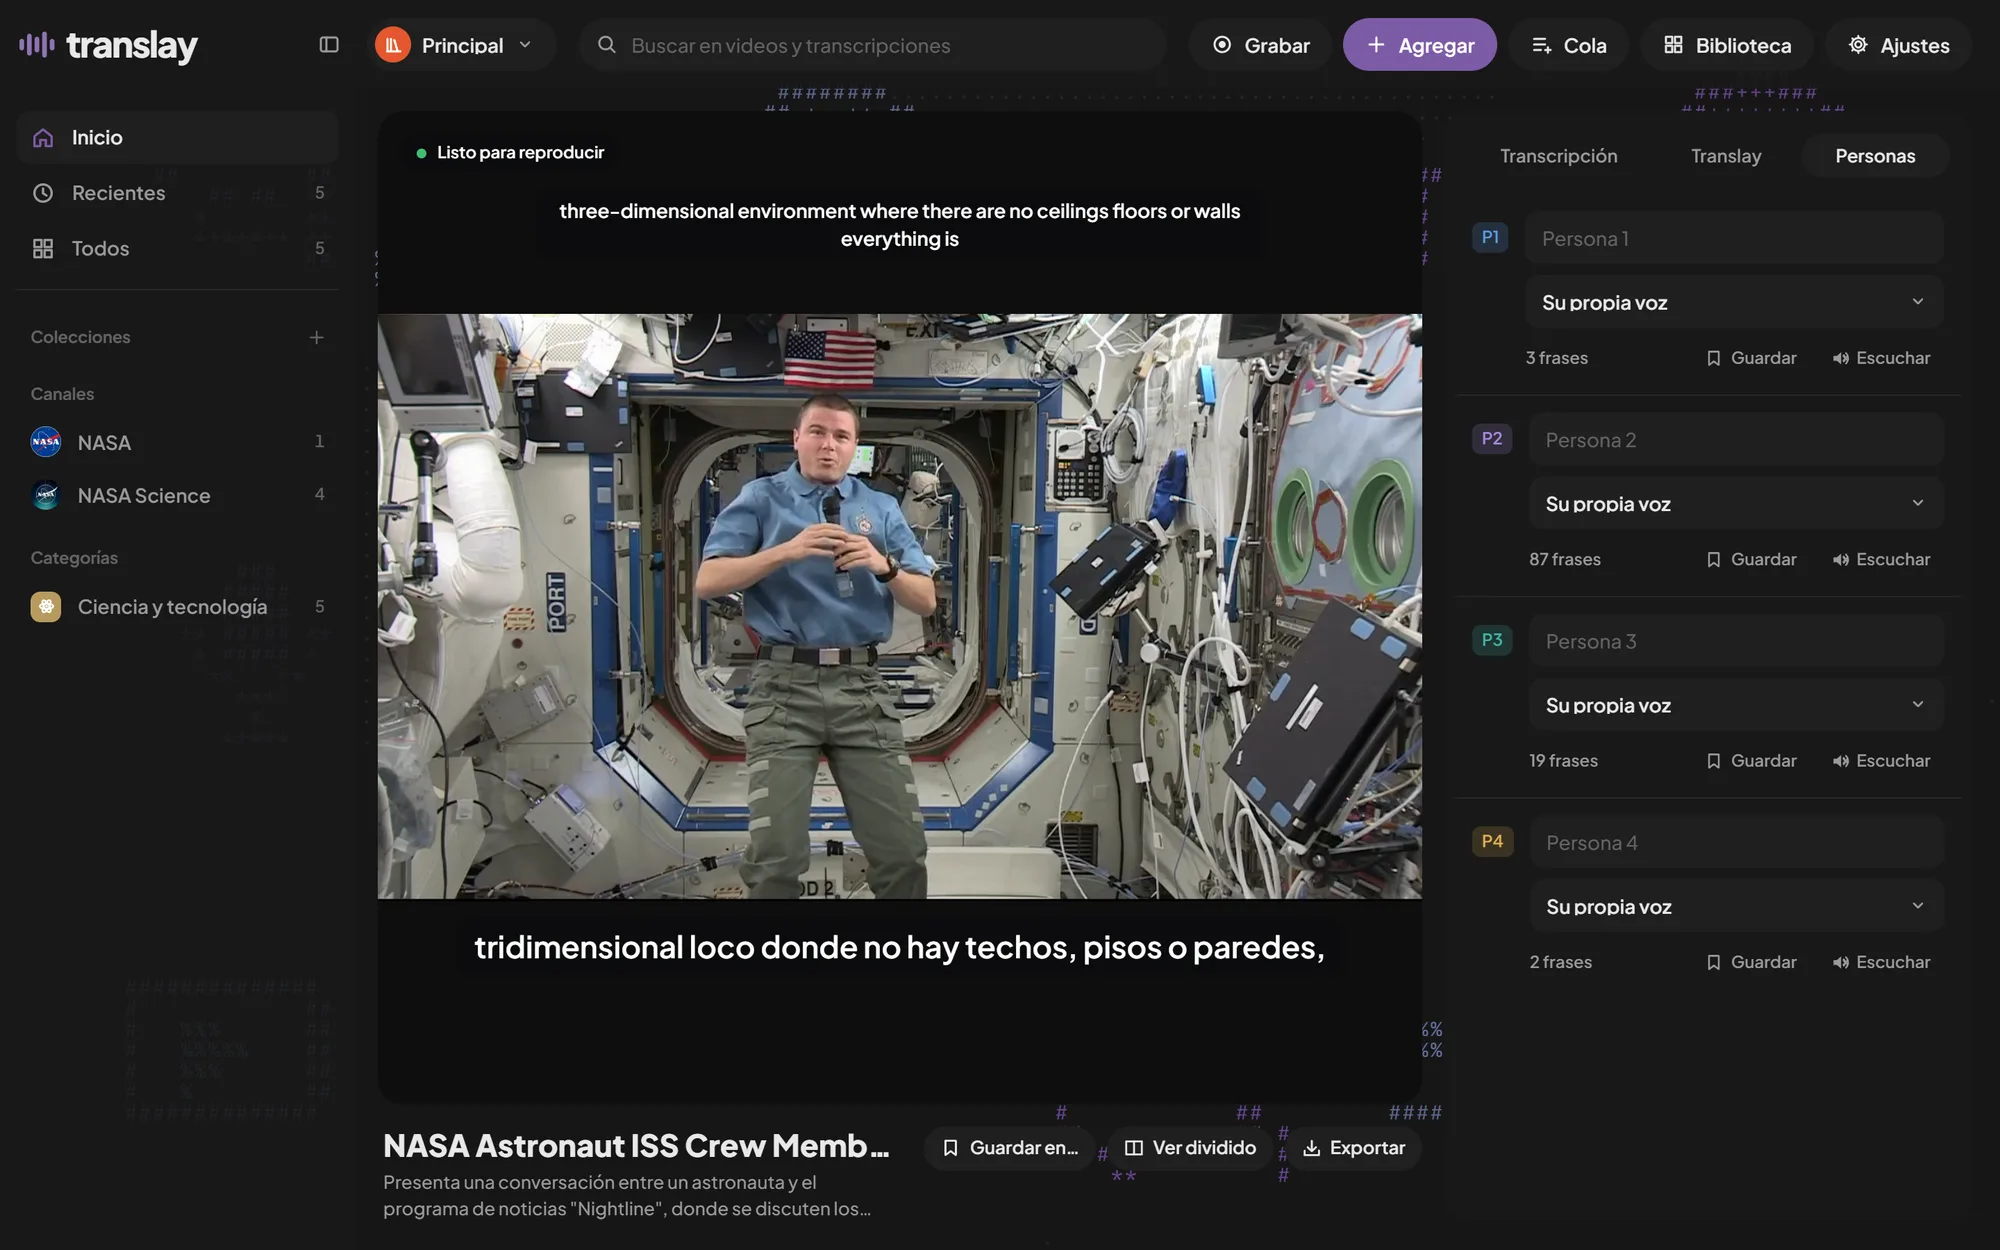 translay
Principal
Buscar en videos y transcripciones
Grabar
Agregar
Cola
Biblioteca
Ajustes
Inicio
Recientes 5
Todos 5
Colecciones
Canales
NASA 1
NASA Science 4
Categorías
Ciencia y tecnología 5
Listo para reproducir
three-dimensional environment where there are no ceilings floors or walls
everything is
PORT
tridimensional loco donde no hay techos, pisos o paredes,
NASA Astronaut ISS Crew Memb...
Presenta una conversación entre un astronauta y el
programa de noticias "Nightline", donde se discuten los...
Guardar en...
Ver dividido
Exportar
Transcripción
Translay
Personas
P1 Persona 1
Su propia voz
3 frases Guardar Escuchar
P2 Persona 2
Su propia voz
87 frases Guardar Escuchar
P3 Persona 3
Su propia voz
19 frases Guardar Escuchar
P4 Persona 4
Su propia voz
2 frases Guardar Escuchar